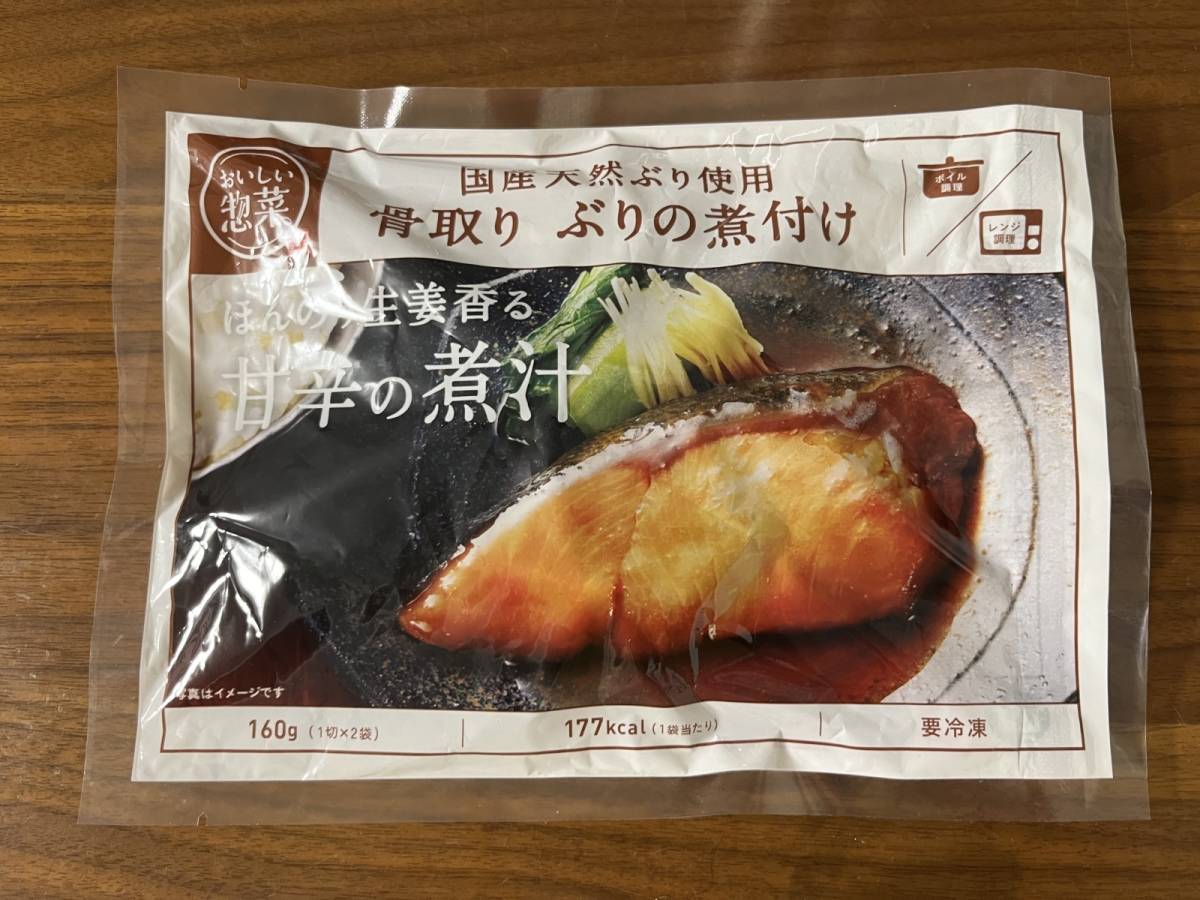 おいしい
惣菜
国産天然ぶり使用
骨取り ぶりの煮付け
ボイル
調理
レンジ
調理
ほんのり生姜香る
甘辛の煮汁
写真はイメージです
160g(1切×2袋)
177kcal(1袋当たり)
要冷凍